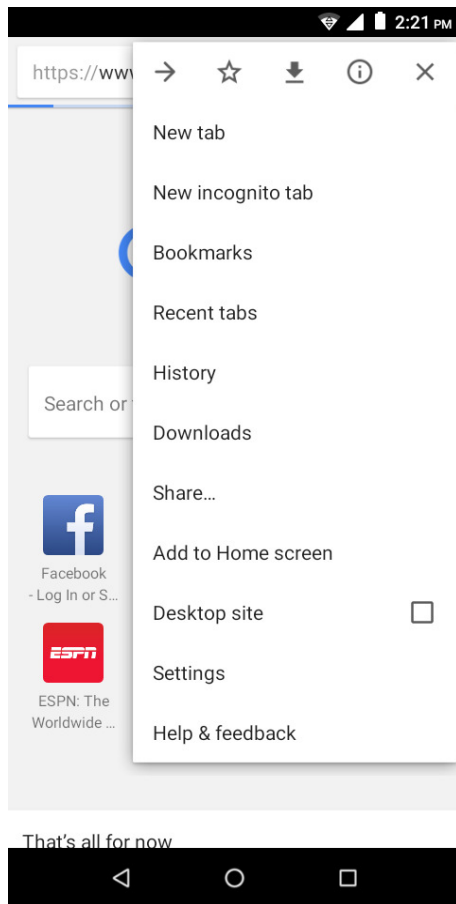 2:21 PM
https://www
New tab
New incognito tab
Bookmarks
Recent tabs
History
Search or
Downloads
Share...
Add to Home screen
Facebook
- Log In or S...
Desktop site
ESPN
Settings
ESPN: The
Worldwide ...
Help & feedback
That's all for now